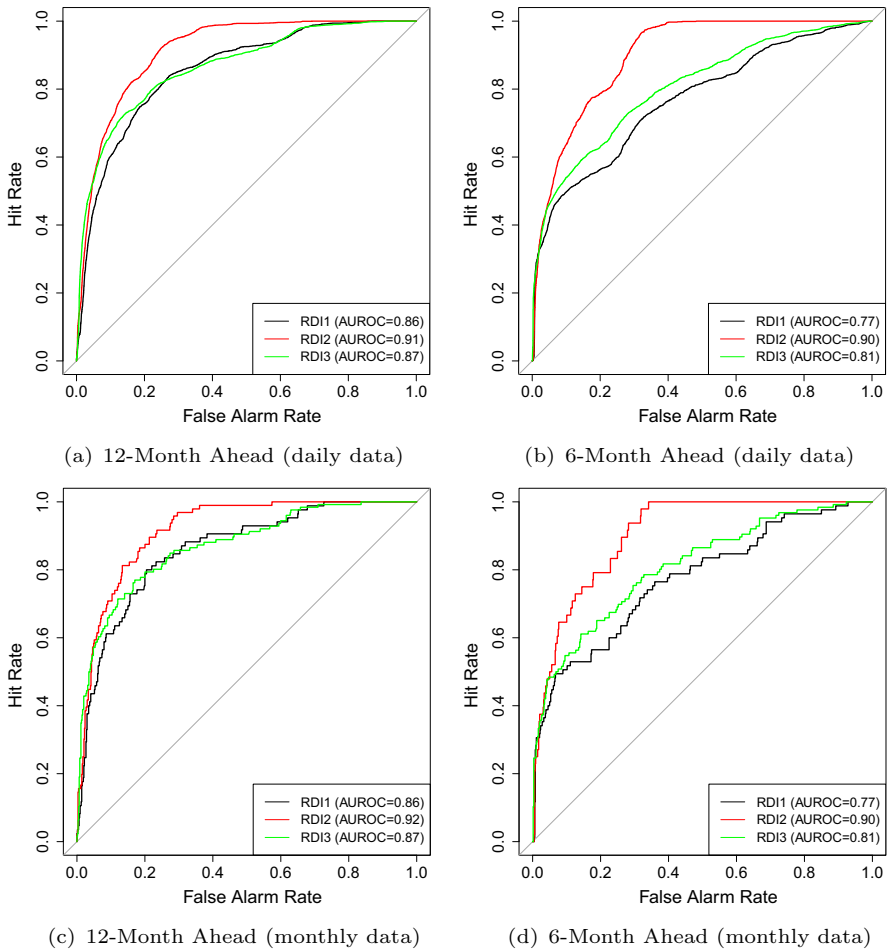 Hit Rate
1.0
0.8
0.6
0.4
0.2
0.0
RDI1 (AUROC=0.86)
RDI2 (AUROC=0.91)
RDI3 (AUROC=0.87)
0.0 0.2 0.4 0.6 0.8 1.0
False Alarm Rate
(a) 12-Month Ahead (daily data)
Hit Rate
1.0
0.8
0.6
0.4
0.2
0.0
RDI1 (AUROC=0.77)
RDI2 (AUROC=0.90)
RDI3 (AUROC=0.81)
0.0 0.2 0.4 0.6 0.8 1.0
False Alarm Rate
(b) 6-Month Ahead (daily data)
Hit Rate
1.0
0.8
0.6
0.4
0.2
0.0
RDI1 (AUROC=0.86)
RDI2 (AUROC=0.92)
RDI3 (AUROC=0.87)
0.0 0.2 0.4 0.6 0.8 1.0
False Alarm Rate
(c) 12-Month Ahead (monthly data)
Hit Rate
1.0
0.8
0.6
0.4
0.2
0.0
RDI1 (AUROC=0.77)
RDI2 (AUROC=0.90)
RDI3 (AUROC=0.81)
0.0 0.2 0.4 0.6 0.8 1.0
False Alarm Rate
(d) 6-Month Ahead (monthly data)